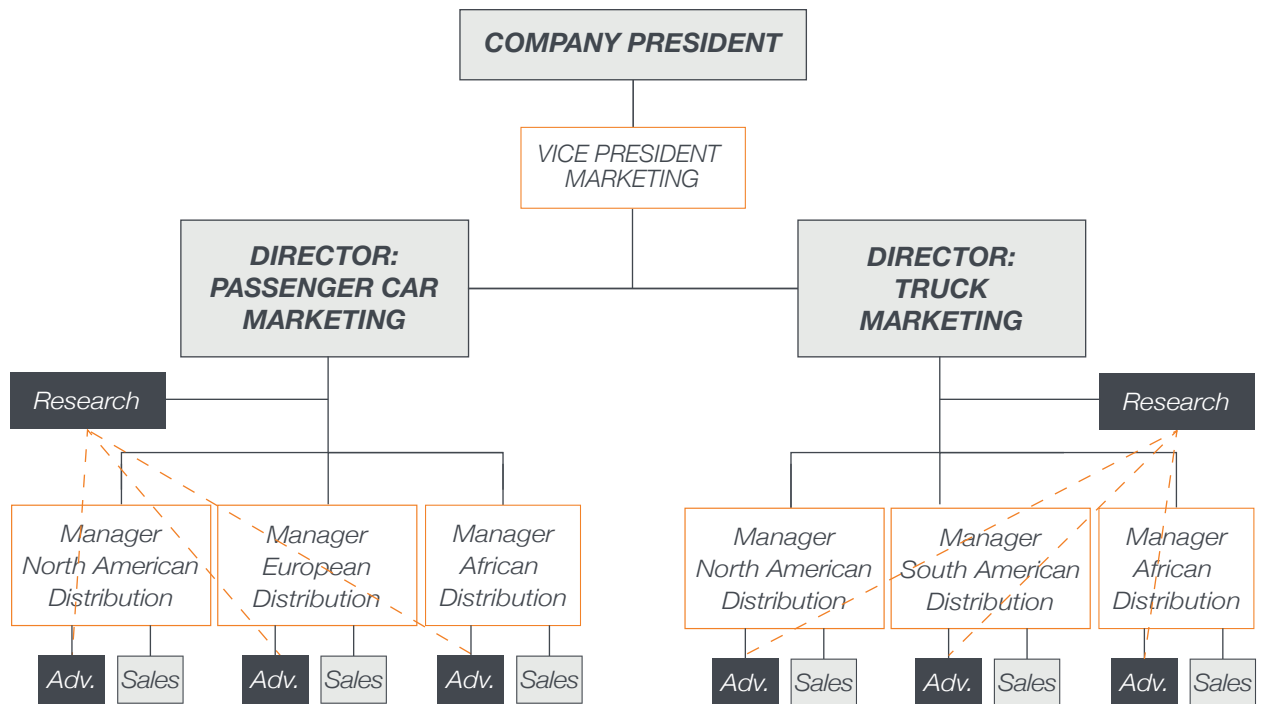 COMPANY PRESIDENT
VICE PRESIDENT
MARKETING
DIRECTOR:
PASSENGER CAR
MARKETING
DIRECTOR:
TRUCK
MARKETING
Research
Research
Manager
North American
Distribution
Manager
European
Distribution
Manager
African
Distribution
Manager
North American
Distribution
Manager
South American
Distribution
Manager
African
Distribution
Adv.
Sales
Adv.
Sales
Adv.
Sales
Adv.
Sales
Adv.
Sales
Adv.
Sales